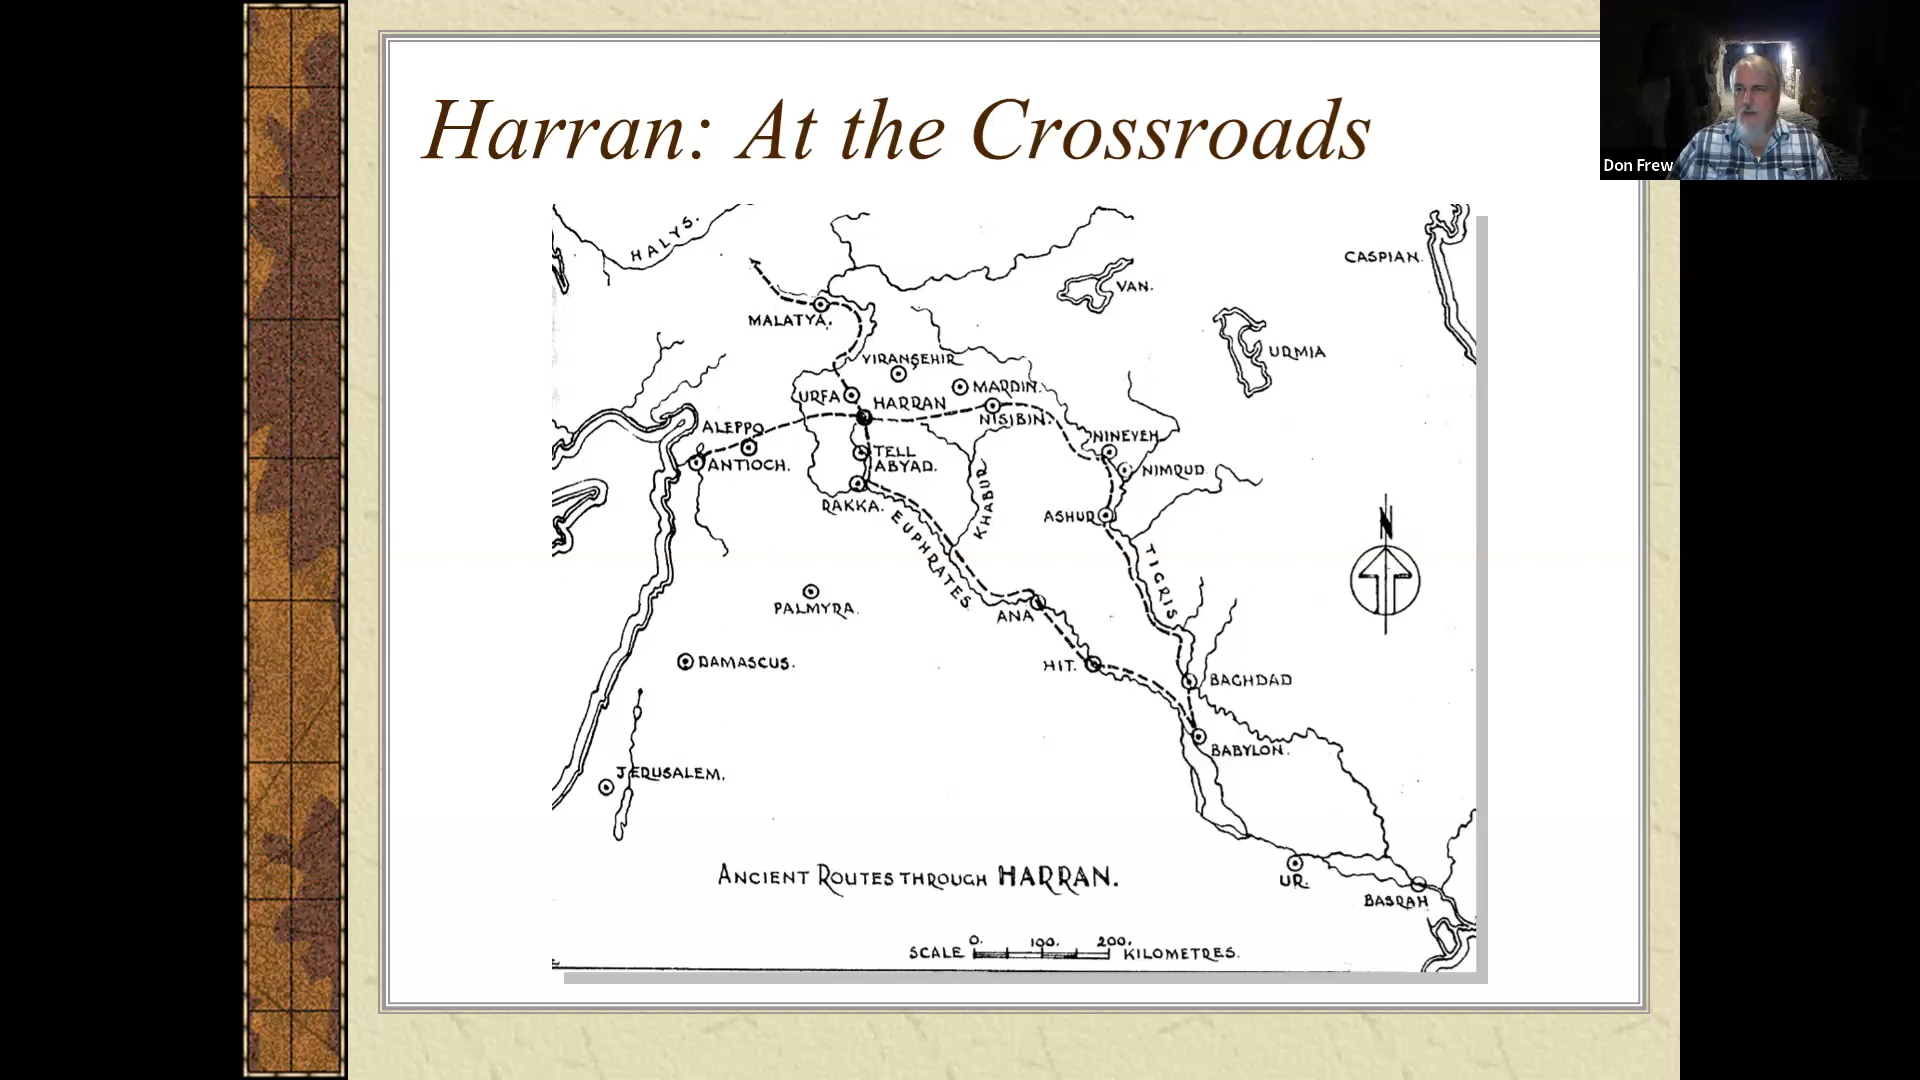 Harran: At the Crossroads
Don Frew
HALYS.
CASPIAN.
VAN.
MALATYA.
URMIA
VIRANŞEHIR
MARDIN.
URFA
HARRAN
NISIBIN.
ALEPPO
NINEVEH
ANTIOCH.
TELL
ABYAD.
NIMRUD
KHABUR
RAKKA.
ASHUR
EUPHRATES.
TIGRIS
N
PALMYRA.
ANA
DAMASCUS.
HIT.
BAGHDAD
BABYLON.
JERUSALEM.
ANCIENT ROUTES THROUGH HARRAN.
UR.
BASRAH
SCALE 0. 100. 200. KILOMETRES.